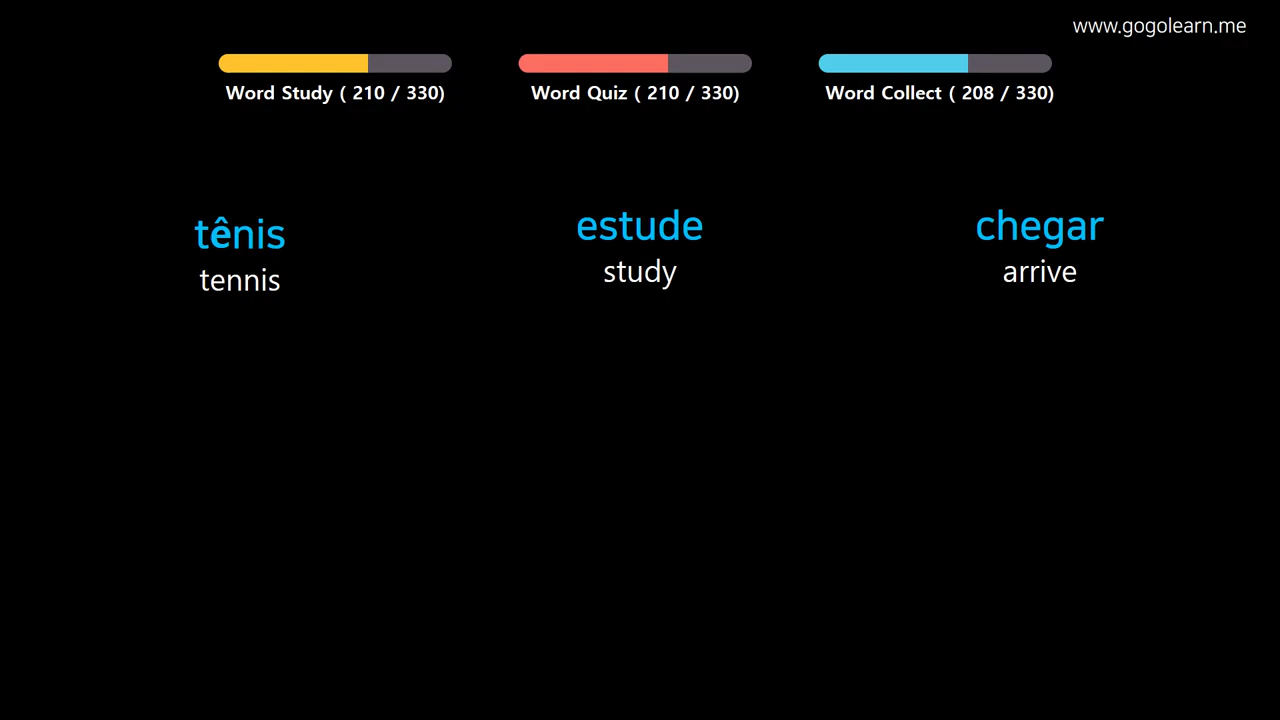 www.gogolearn.me
Word Study ( 210 / 330)
Word Quiz ( 210 / 330)
Word Collect ( 208 / 330)
tênis
tennis
estude
study
chegar
arrive